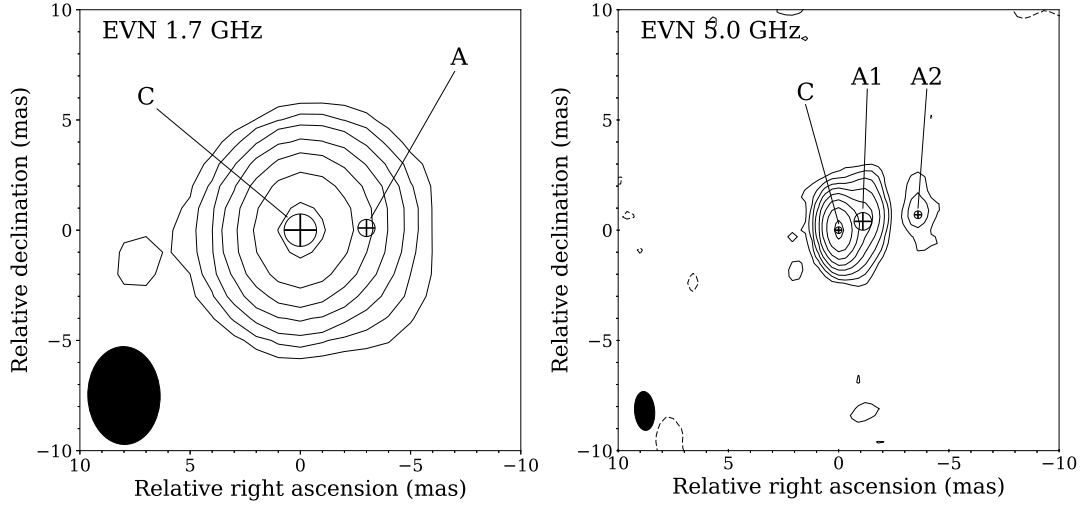 EVN 1.7 GHz
C
A
10
5
0
−5
−10
10
5
0
−5
−10
Relative right ascension (mas)
Relative declination (mas)
EVN 5.0 GHz
C
A1
A2
10
5
0
−5
−10
10
5
0
−5
−10
Relative right ascension (mas)
Relative declination (mas)